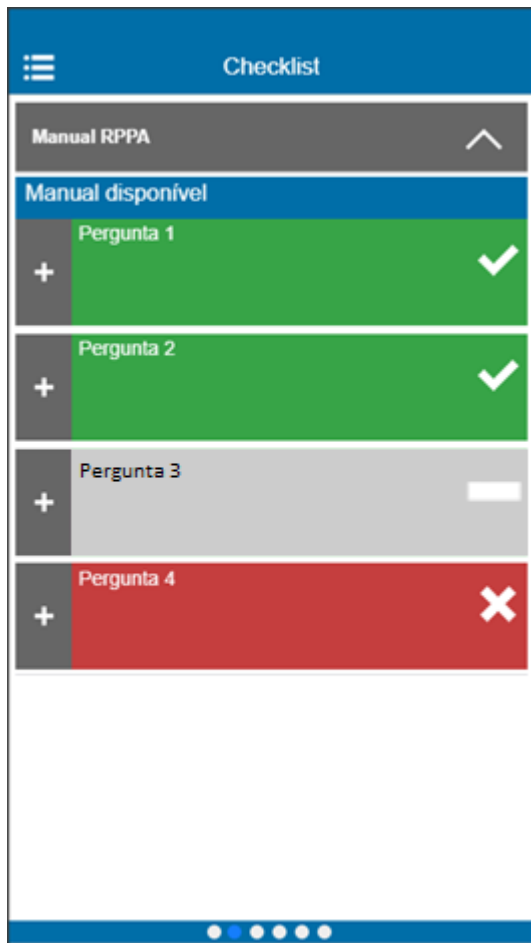 Checklist
Manual RPPA
Manual disponível
Pergunta 1
Pergunta 2
Pergunta 3
Pergunta 4